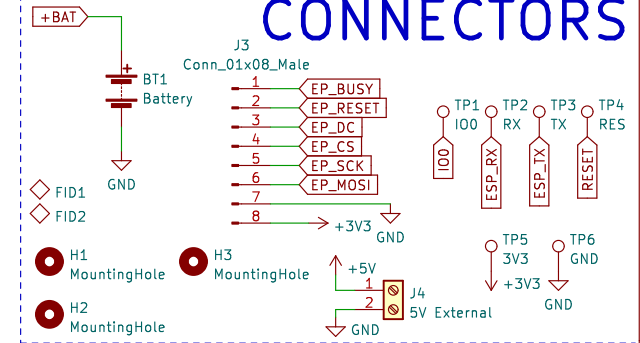 CONNECTORS
+BAT
J3
Conn_01x08_Male
BT1
Battery
GND
1 EP_BUSY
2 EP_RESET
3 EP_DC
4 EP_CS
5 EP_SCK
6 EP_MOSI
7
GND
8 +3V3
TP1
IO0
IO0
TP2
RX
ESP_RX
TP3
TX
ESP_TX
TP4
RES
RESET
FID1
FID2
TP5
3V3
+3V3
TP6
GND
GND
H1
MountingHole
H3
MountingHole
H2
MountingHole
+5V
1
2
GND
J4
5V External